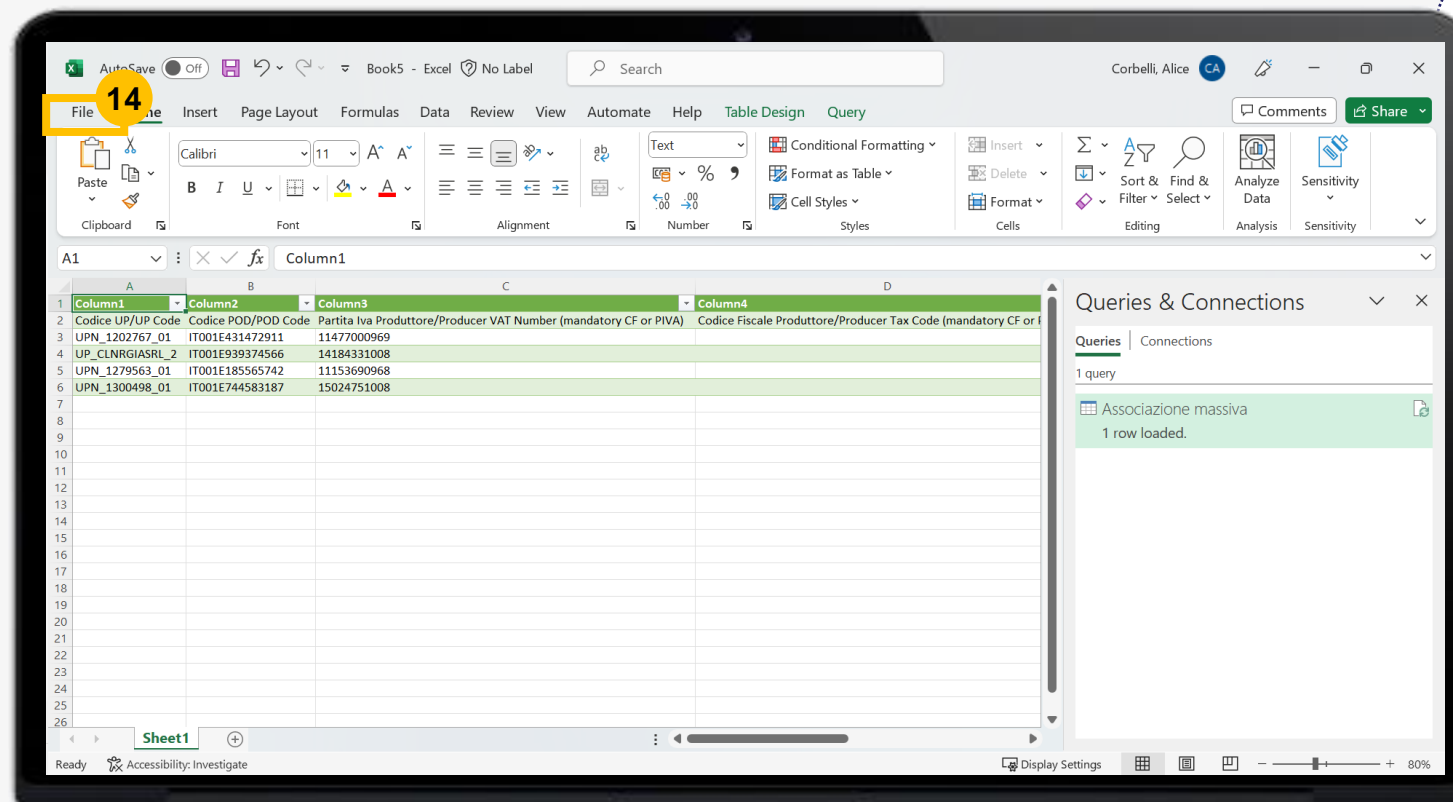 AutoSave Off Book5 - Excel No Label Search Corbelli, Alice CA
14
File Insert Page Layout Formulas Data Review View Automate Help Table Design Query Comments Share
Calibri 11 A^ A˅ ab Text Conditional Formatting Insert Σ A Z
Paste B I U A % 9 Format as Table Delete Sort & Find & Analyze Sensitivity
Cell Styles Format Filter Select Data
Clipboard Font Alignment Number Styles Cells Editing Analysis Sensitivity
A1 fx Column1
A B C D
1 Column1 Column2 Column3 Column4
2 Codice UP/UP Code Codice POD/POD Code Partita Iva Produttore/Producer VAT Number (mandatory CF or PIVA) Codice Fiscale Produttore/Producer Tax Code (mandatory CF or
3 UPN_1202767_01 IT001E431472911 11477000969
4 UP_CLNRGIASRL_2 IT001E939374566 14184331008
5 UPN_1279563_01 IT001E185565742 11153690968
6 UPN_1300498_01 IT001E744583187 15024751008
7
8
9
10
11
12
13
14
15
16
17
18
19
20
21
22
23
24
25
26
Queries & Connections
Queries Connections
1 query
Associazione massiva
1 row loaded.
Sheet1
Ready Accessibility: Investigate Display Settings 80%